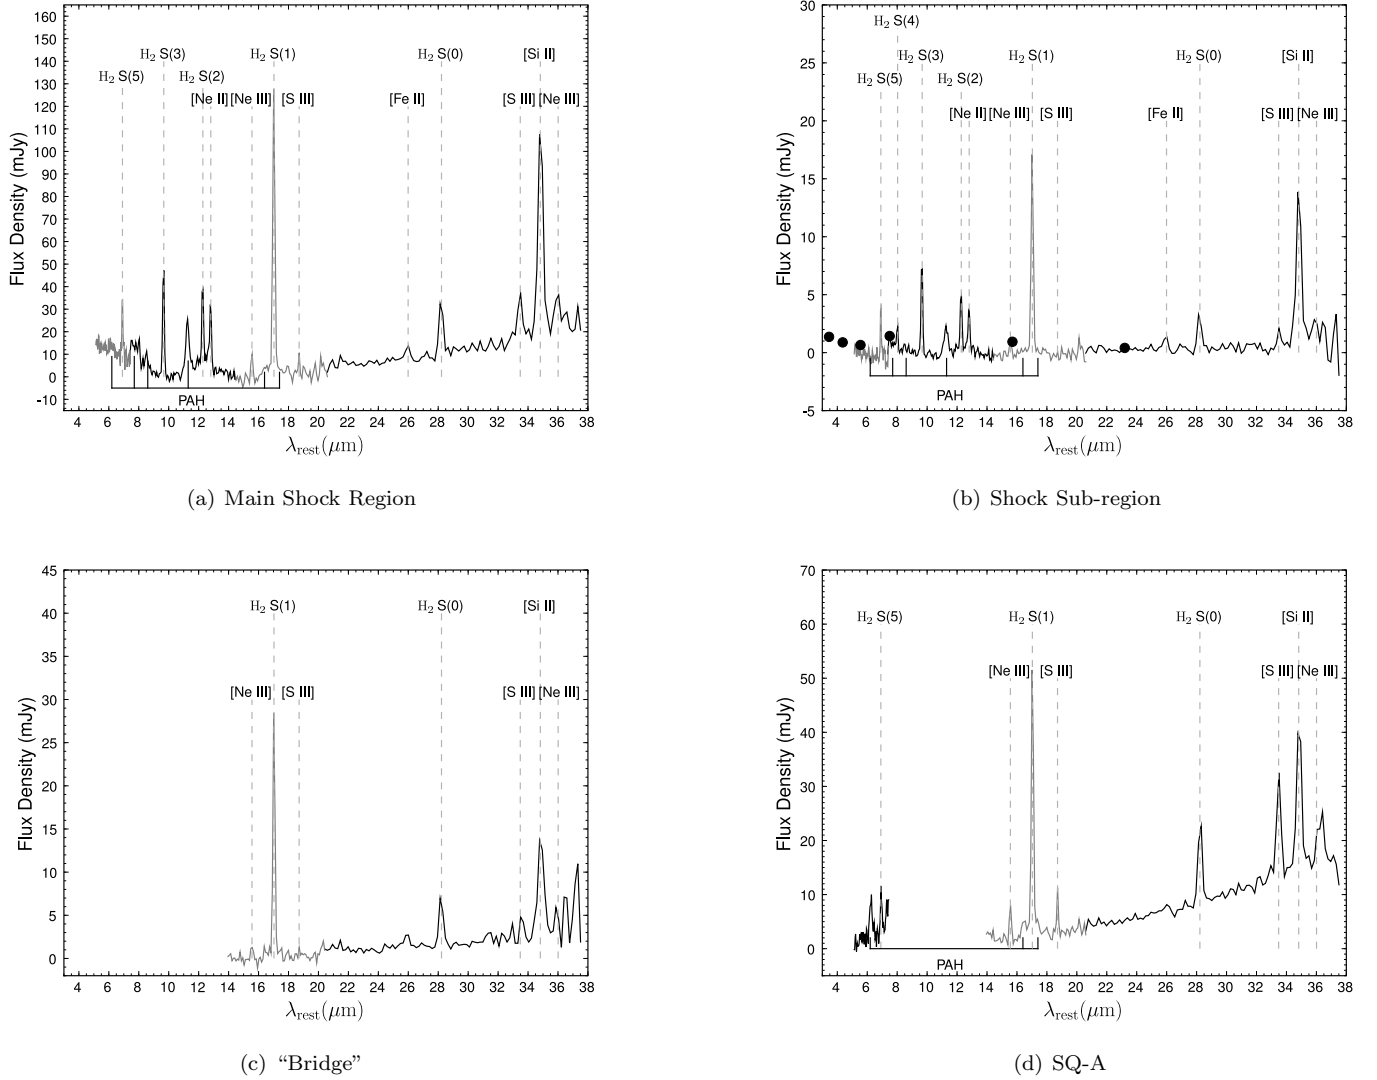 160
150
140
130
120
110
100
90
80
70
60
50
40
30
20
10
0
-10
Flux Density (mJy)
H₂ S(3) H₂ S(1) H₂ S(0) [Si II]
H₂ S(5) H₂ S(2)
[Ne II] [Ne III] [S III] [Fe II] [S III] [Ne III]
PAH
4 6 8 10 12 14 16 18 20 22 24 26 28 30 32 34 36 38
λrest(μm)
(a) Main Shock Region
30
25
20
15
10
5
0
-5
Flux Density (mJy)
H₂ S(4)
H₂ S(3) H₂ S(1) H₂ S(0) [Si II]
H₂ S(5) H₂ S(2)
[Ne II] [Ne III] [S III] [Fe II] [S III] [Ne III]
PAH
4 6 8 10 12 14 16 18 20 22 24 26 28 30 32 34 36 38
λrest(μm)
(b) Shock Sub-region
45
40
35
30
25
20
15
10
5
0
Flux Density (mJy)
H₂ S(1) H₂ S(0) [Si II]
[Ne III] [S III] [S III] [Ne III]
4 6 8 10 12 14 16 18 20 22 24 26 28 30 32 34 36 38
λrest(μm)
(c) “Bridge”
70
60
50
40
30
20
10
0
Flux Density (mJy)
H₂ S(5) H₂ S(1) H₂ S(0) [Si II]
[Ne III] [S III] [S III] [Ne III]
PAH
4 6 8 10 12 14 16 18 20 22 24 26 28 30 32 34 36 38
λrest(μm)
(d) SQ-A